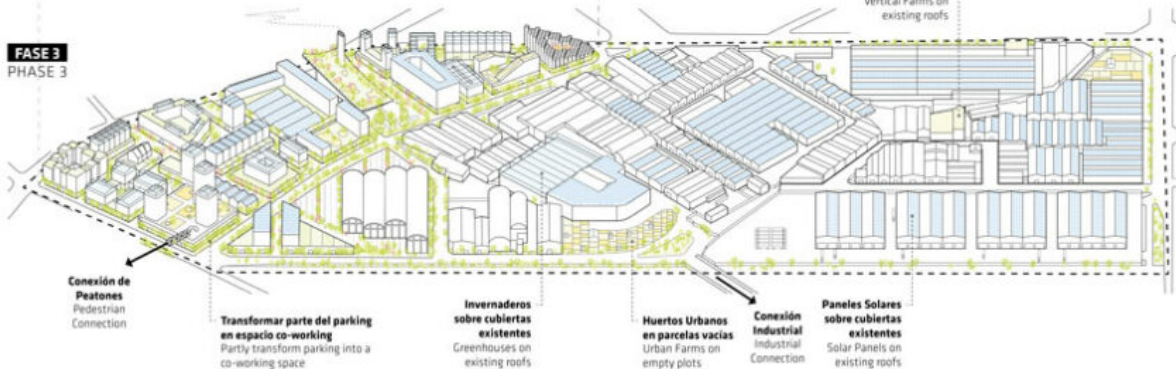 Vertical Farms on
existing roofs
FASE 3
PHASE 3
Conexión de
Peatones
Pedestrian
Connection
Transformar parte del parking
en espacio co-working
Partly transform parking into a
co-working space
Invernaderos
sobre cubiertas
existentes
Greenhouses on
existing roofs
Huertos Urbanos
en parcelas vacías
Urban Farms on
empty plots
Conexión
Industrial
Industrial
Connection
Paneles Solares
sobre cubiertas
existentes
Solar Panels on
existing roofs